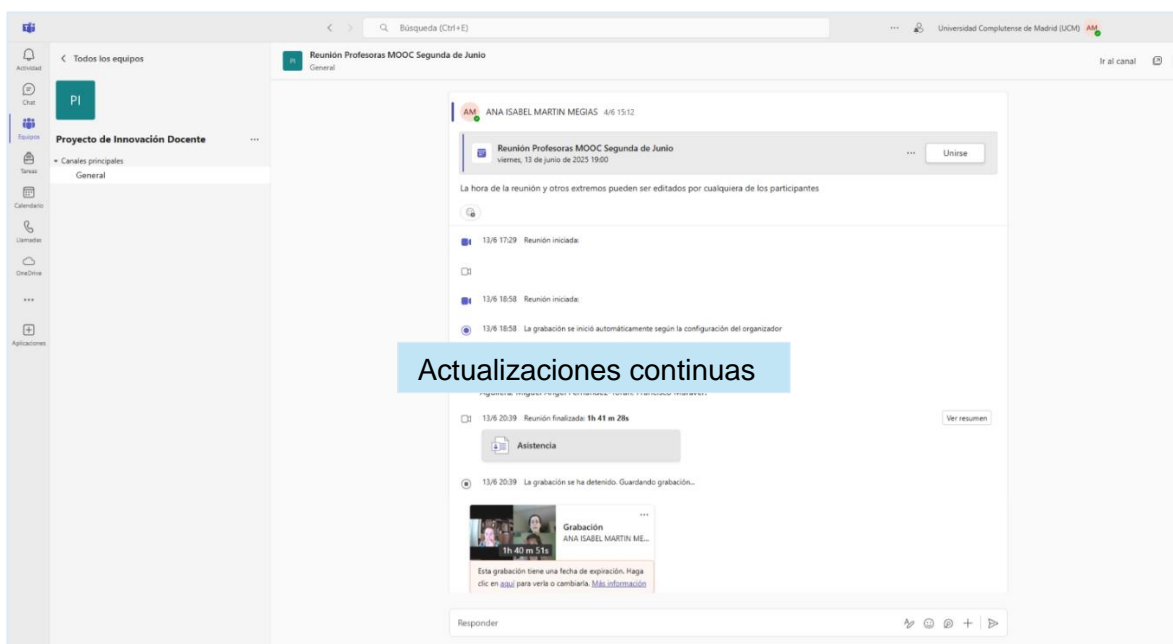 Búsqueda (Ctrl+E)
Universidad Complutense de Madrid (UCM) AM
Actividad
Chat
Equipos
Tareas
Calendario
Llamadas
OneDrive
Aplicaciones
Todos los equipos
PI
Proyecto de Innovación Docente
Canales principales
General
PI
Reunión Profesoras MOOC Segunda de Junio
General
Ir al canal
AM ANA ISABEL MARTIN MEGIAS 4/6 15:12
Reunión Profesoras MOOC Segunda de Junio
viernes, 13 de junio de 2025 19:00
Unirse
La hora de la reunión y otros extremos pueden ser editados por cualquiera de los participantes
13/6 17:29 Reunión iniciada:
13/6 18:58 Reunión iniciada:
13/6 18:58 La grabación se inició automáticamente según la configuración del organizador
Actualizaciones continuas
13/6 20:39 Reunión finalizada: 1h 41 m 28s
Ver resumen
Asistencia
13/6 20:39 La grabación se ha detenido. Guardando grabación...
1h 40 m 51s
Grabación
ANA ISABEL MARTIN ME...
Esta grabación tiene una fecha de expiración. Haga
clic en aquí para verla o cambiarla. Más información
Responder